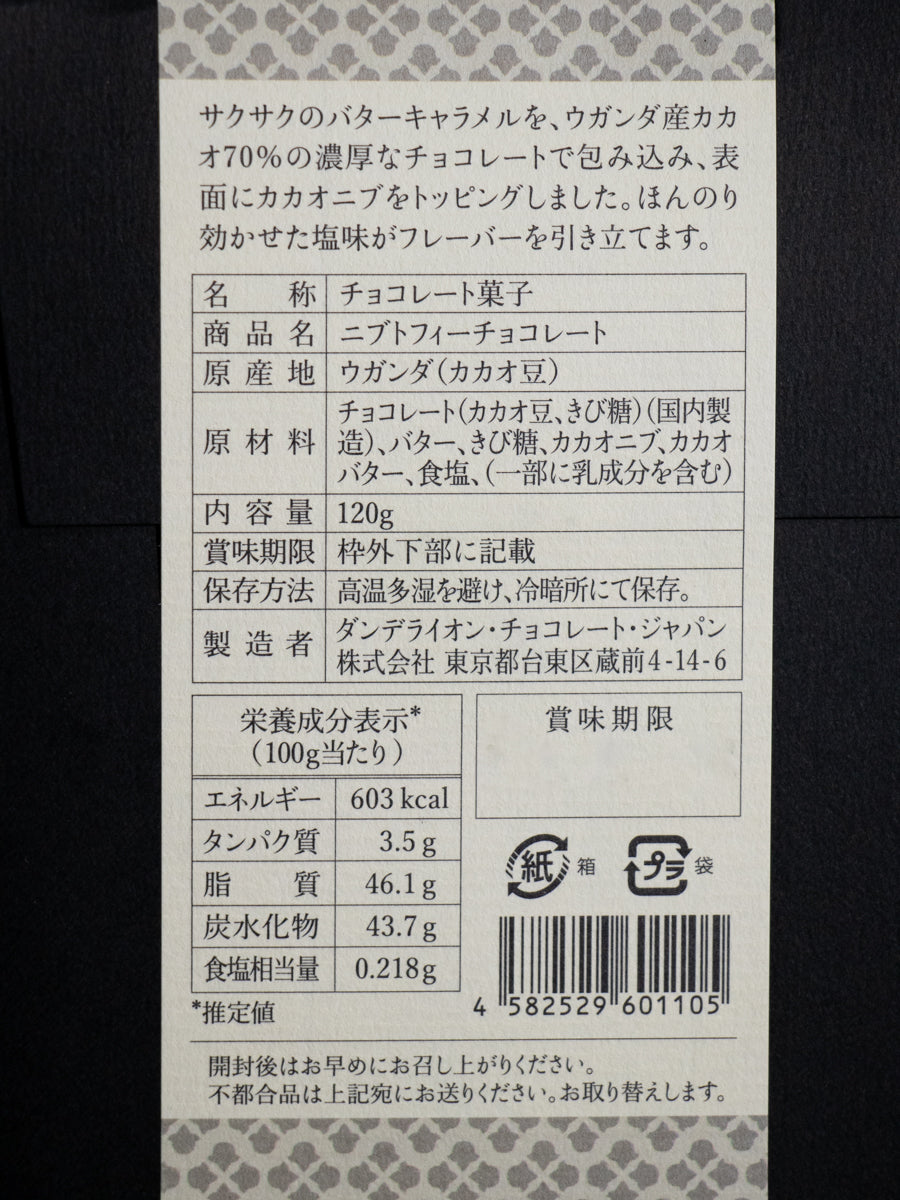 サクサクのバターキャラメルを、ウガンダ産カカ
オ70%の濃厚なチョコレートで包み込み、表
面にカカオニブをトッピングしました。ほんのり
効かせた塩味がフレーバーを引き立てます。
名称 チョコレート菓子
商品名 ニブトフィーチョコレート
原産地 ウガンダ(カカオ豆)
原材料 チョコレート(カカオ豆、きび糖)(国内製
造)、バター、きび糖、カカオニブ、カカオ
バター、食塩、(一部に乳成分を含む)
内容量 120g
賞味期限 枠外下部に記載
保存方法 高温多湿を避け、冷暗所にて保存。
製造者 ダンデライオン・チョコレート・ジャパン
株式会社 東京都台東区蔵前4-14-6
栄養成分表示*
(100g当たり)
エネルギー 603 kcal
タンパク質 3.5 g
脂質 46.1 g
炭水化物 43.7 g
食塩相当量 0.218g
*推定値
賞味期限
紙 箱 プラ 袋
4 582529 601105
開封後はお早めにお召し上がりください。
不都合品は上記宛にお送りください。お取り替えします。